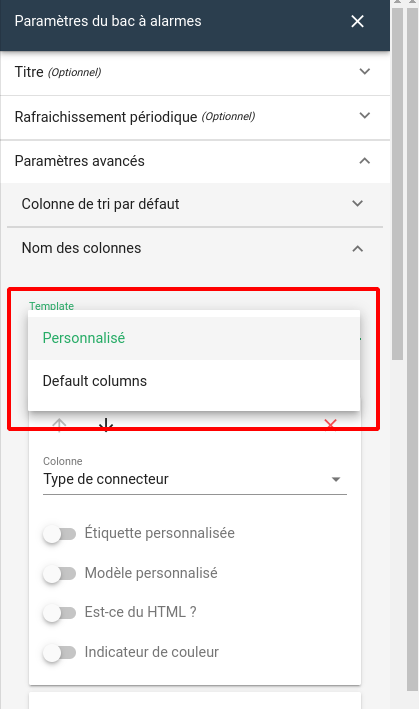 Paramètres du bac à alarmes
Titre (Optionnel)
Rafraichissement périodique (Optionnel)
Paramètres avancés
Colonne de tri par défaut
Nom des colonnes
Template
Personnalisé
Default columns
Colonne
Type de connecteur
Étiquette personnalisée
Modèle personnalisé
Est-ce du HTML ?
Indicateur de couleur